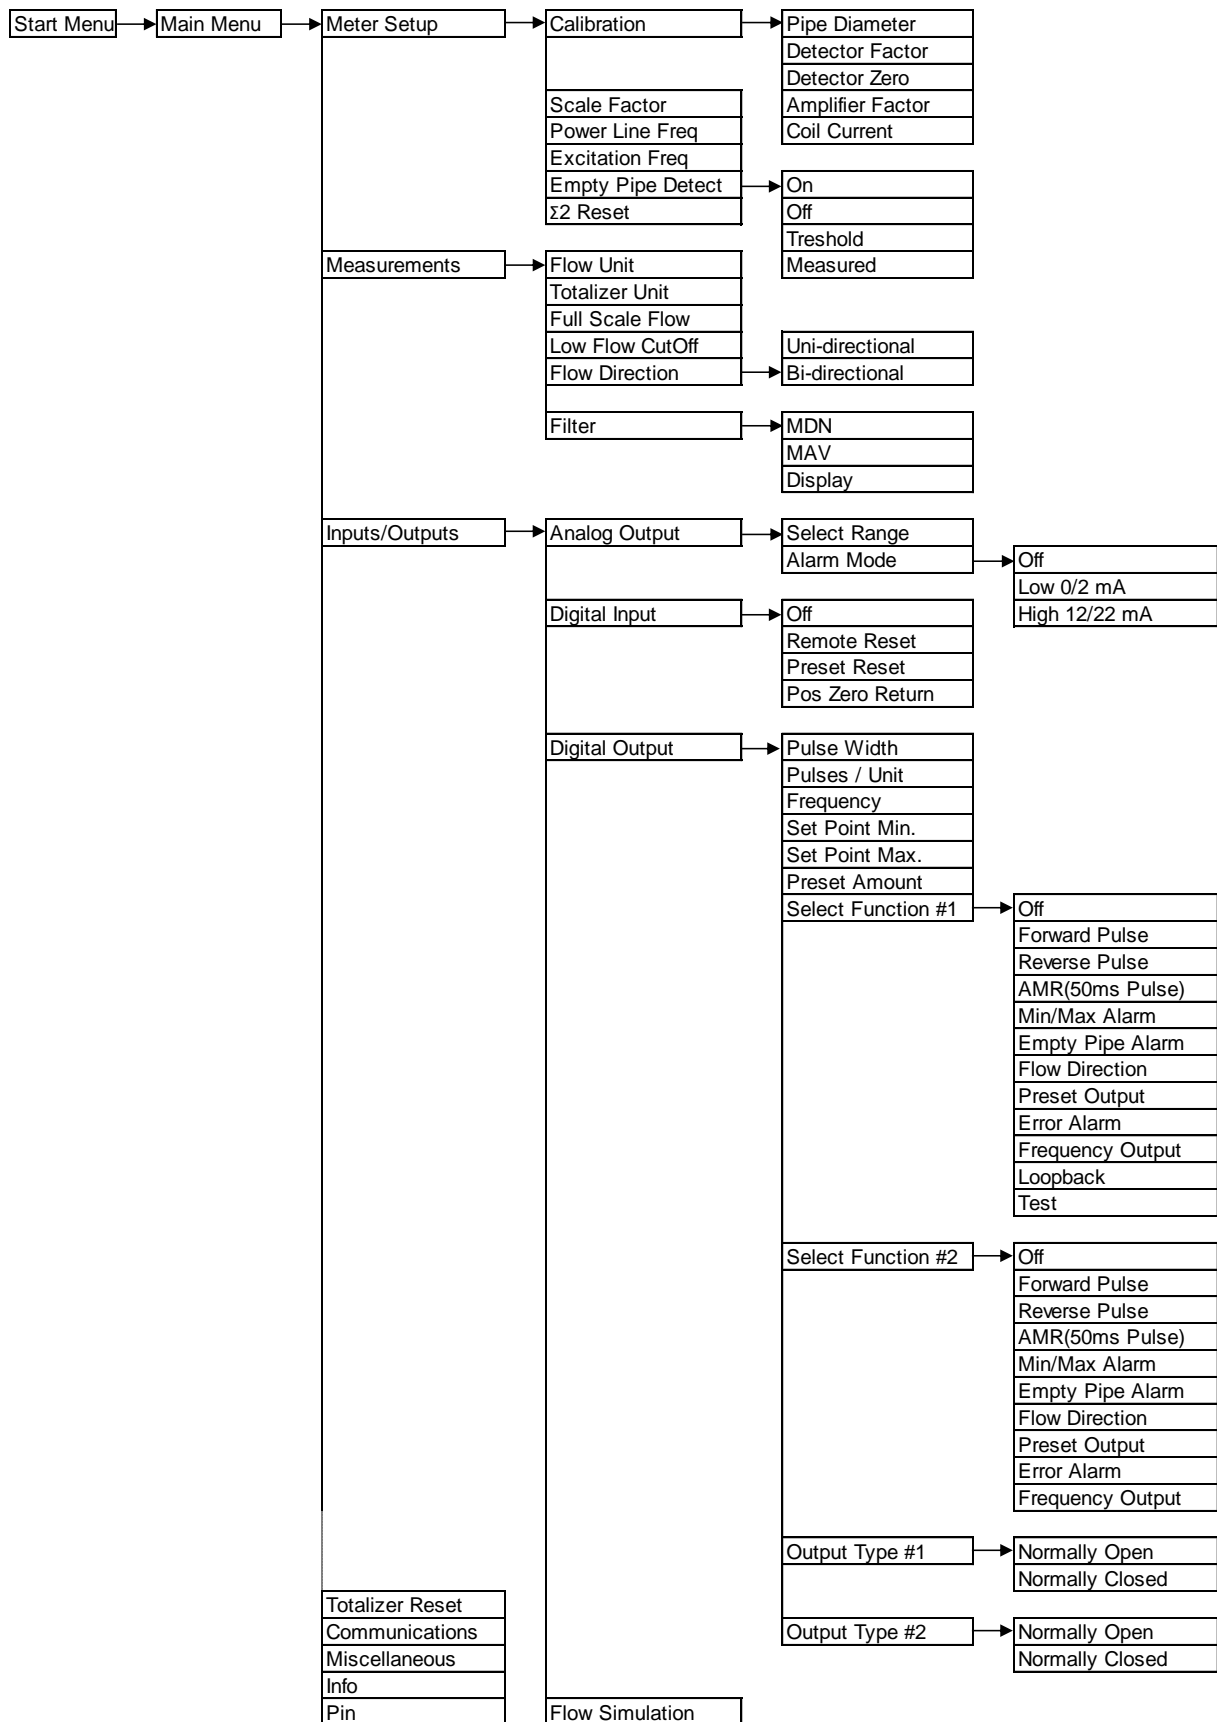 Start Menu
Main Menu
Meter Setup
Calibration
Pipe Diameter
Detector Factor
Detector Zero
Amplifier Factor
Coil Current
Scale Factor
Power Line Freq
Excitation Freq
Empty Pipe Detect
On
Off
Treshold
Measured
Σ2 Reset
Measurements
Flow Unit
Totalizer Unit
Full Scale Flow
Low Flow CutOff
Flow Direction
Uni-directional
Bi-directional
Filter
MDN
MAV
Display
Inputs/Outputs
Analog Output
Select Range
Alarm Mode
Off
Low 0/2 mA
High 12/22 mA
Digital Input
Off
Remote Reset
Preset Reset
Pos Zero Return
Digital Output
Pulse Width
Pulses / Unit
Frequency
Set Point Min.
Set Point Max.
Preset Amount
Select Function #1
Off
Forward Pulse
Reverse Pulse
AMR(50ms Pulse)
Min/Max Alarm
Empty Pipe Alarm
Flow Direction
Preset Output
Error Alarm
Frequency Output
Loopback
Test
Select Function #2
Off
Forward Pulse
Reverse Pulse
AMR(50ms Pulse)
Min/Max Alarm
Empty Pipe Alarm
Flow Direction
Preset Output
Error Alarm
Frequency Output
Output Type #1
Normally Open
Normally Closed
Output Type #2
Normally Open
Normally Closed
Flow Simulation
Totalizer Reset
Communications
Miscellaneous
Info
Pin